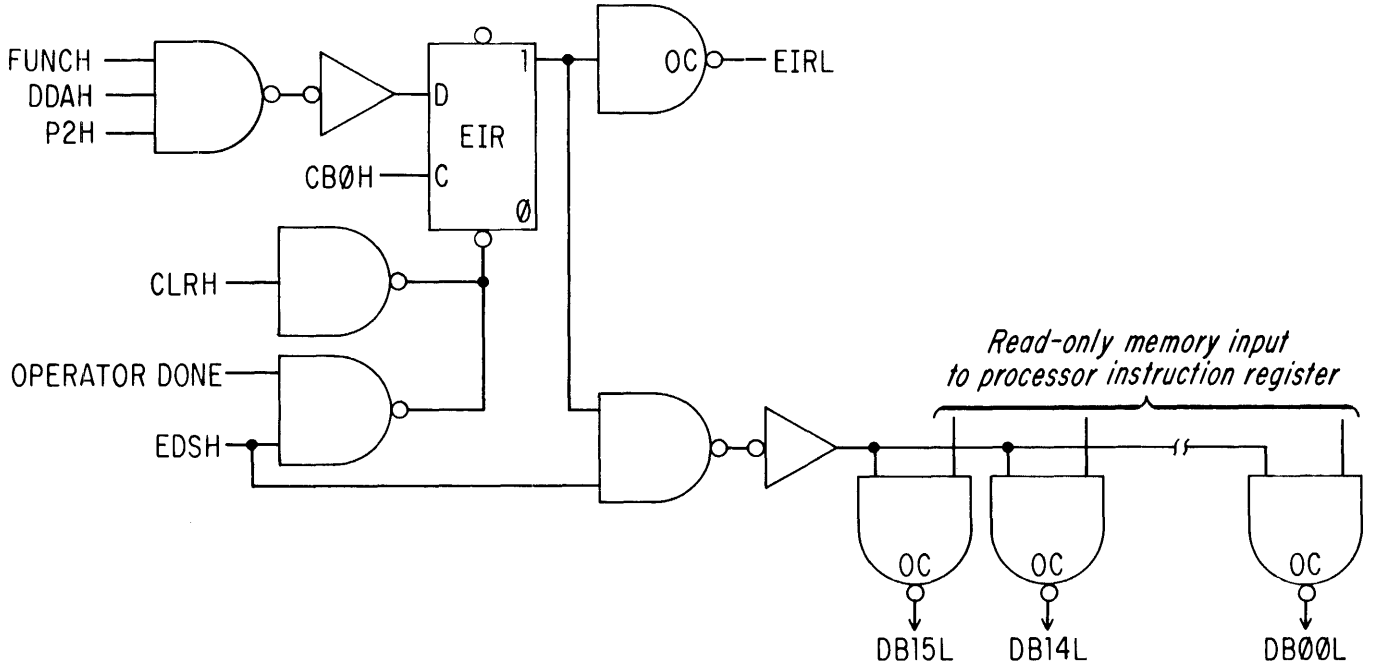 FUNCH
DDAH
P2H
D
EIR
1
C
CBØH
Ø
OC
EIRL
CLRH
OPERATOR DONE
EDSH
Read-only memory input
to processor instruction register
OC
OC
OC
DB15L
DB14L
DBØØL